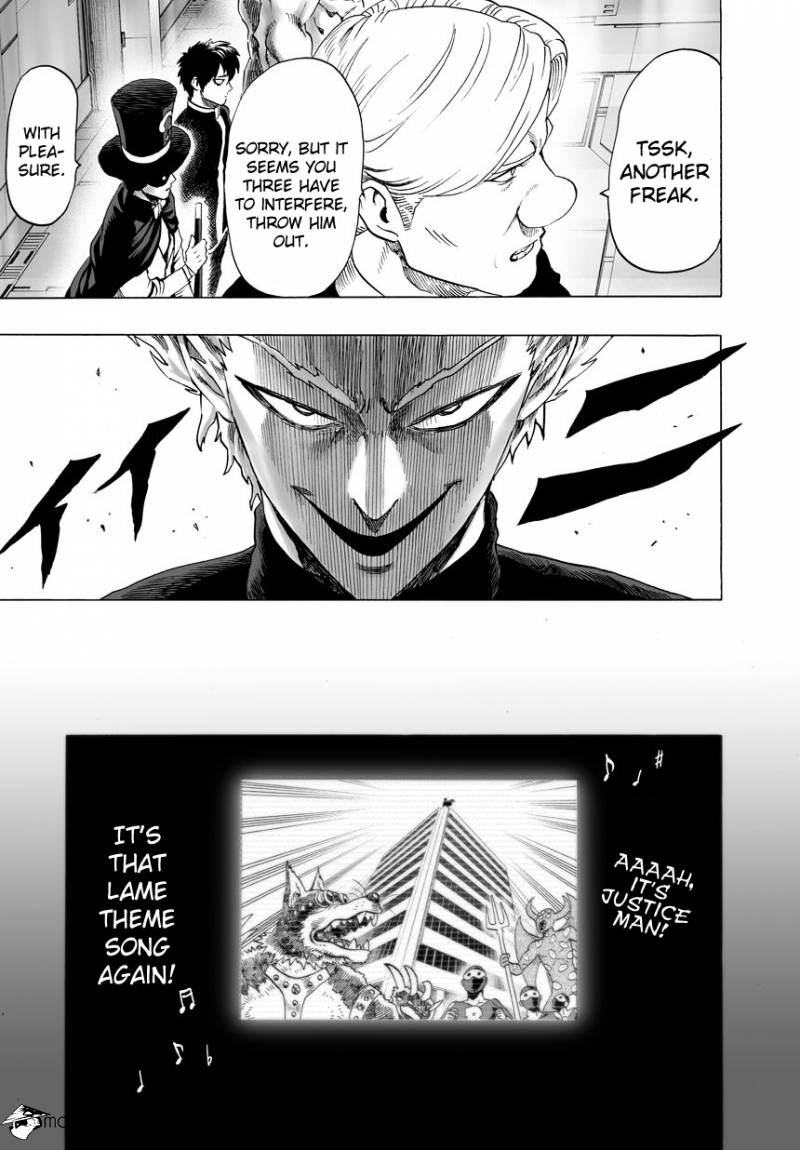 TSSK,
ANOTHER
FREAK.
SORRY, BUT IT
SEEMS YOU
THREE HAVE
TO INTERFERE,
THROW HIM
OUT.
WITH
PLEA-
SURE.
AAAAH,
IT'S
JUSTICE
MAN!
IT'S
THAT
LAME
THEME
SONG
AGAIN!